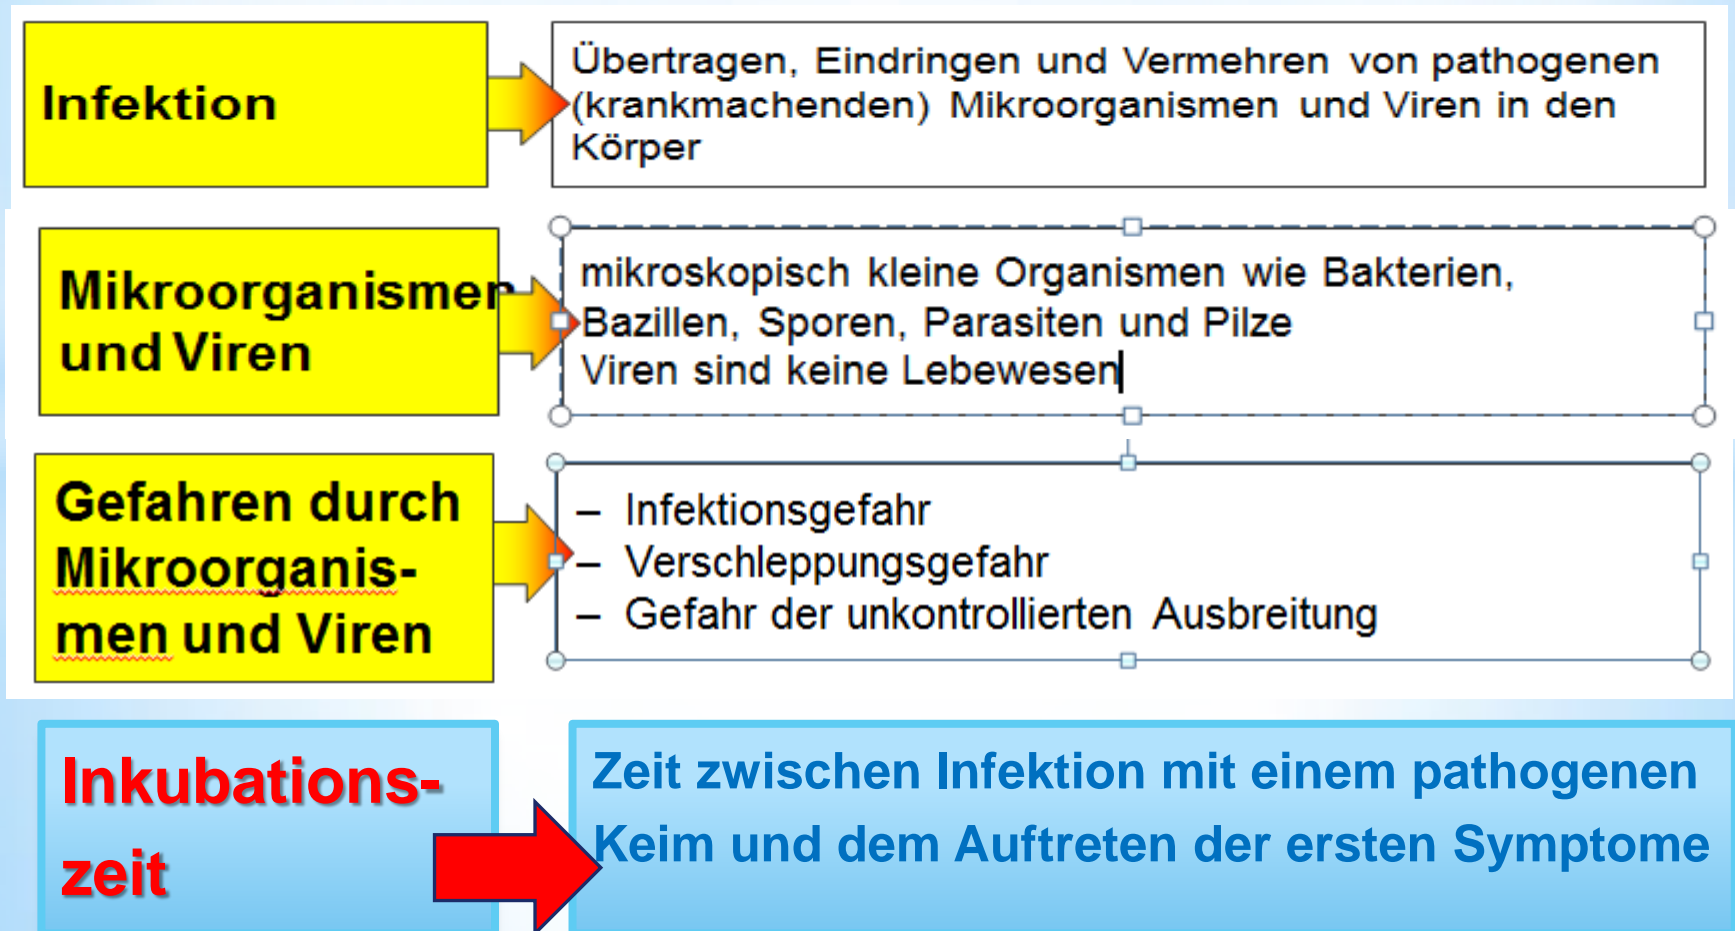 Infektion
Übertragen, Eindringen und Vermehren von pathogenen
(krankmachenden) Mikroorganismen und Viren in den
Körper
Mikroorganismen
und Viren
mikroskopisch kleine Organismen wie Bakterien,
Bazillen, Sporen, Parasiten und Pilze
Viren sind keine Lebewesen
Gefahren durch
Mikroorganis-
men und Viren
– Infektionsgefahr
– Verschleppungsgefahr
– Gefahr der unkontrollierten Ausbreitung
Inkubations-
zeit
Zeit zwischen Infektion mit einem pathogenen
Keim und dem Auftreten der ersten Symptome